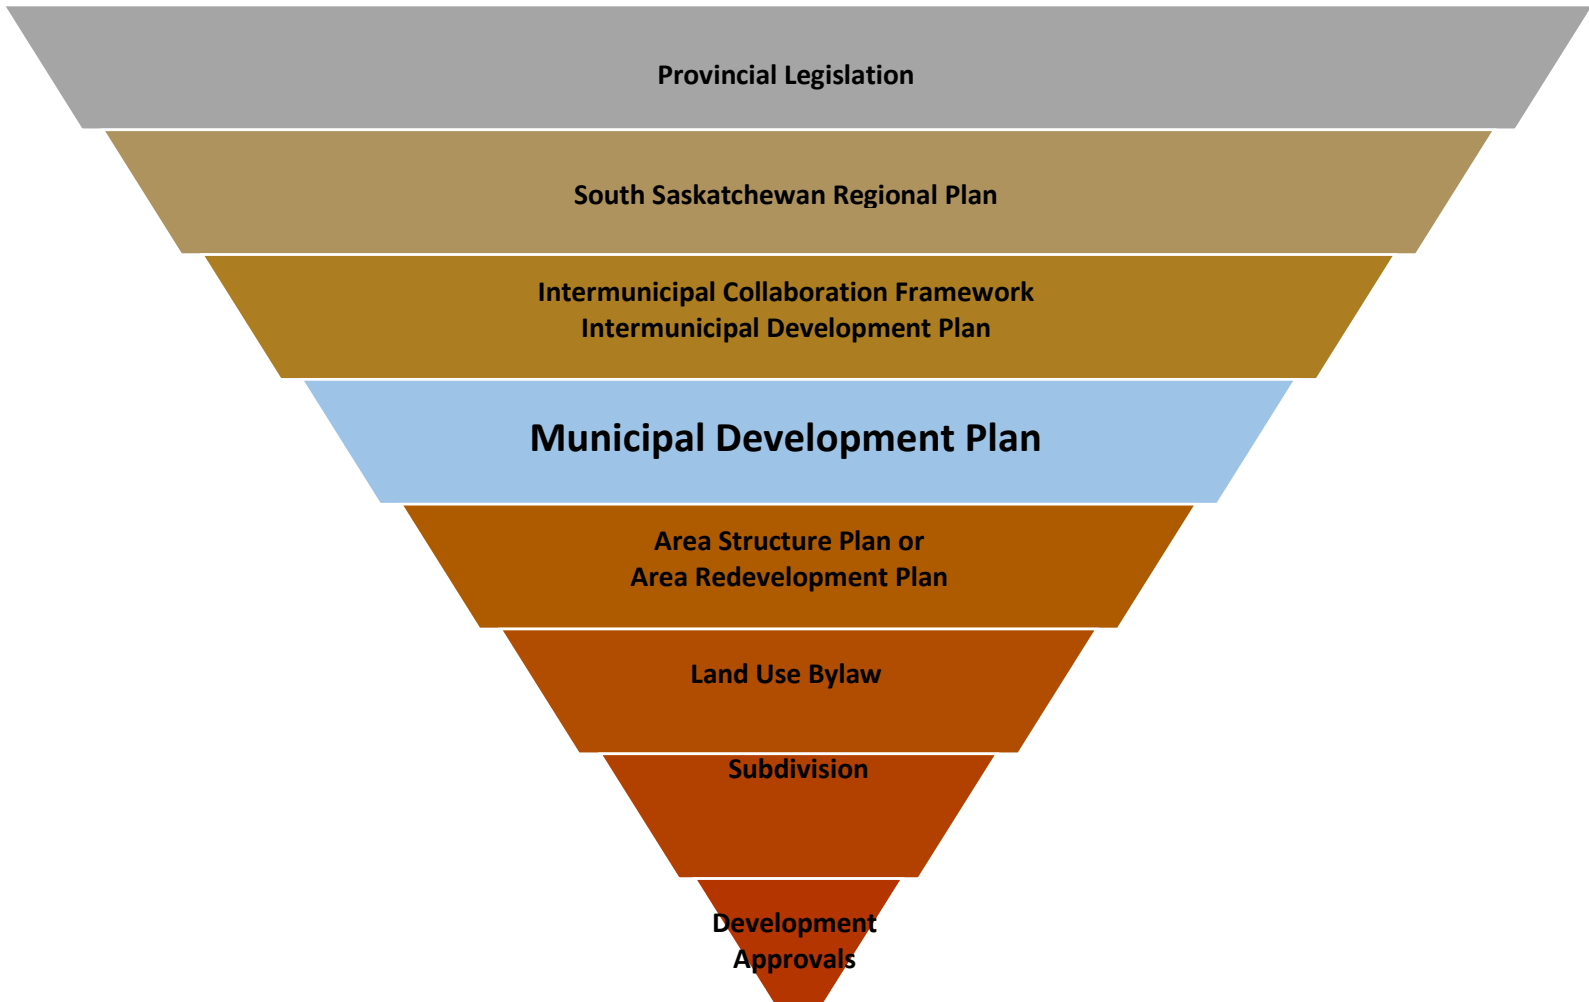 Provincial Legislation
South Saskatchewan Regional Plan
Intermunicipal Collaboration Framework
Intermunicipal Development Plan
Municipal Development Plan
Area Structure Plan or
Area Redevelopment Plan
Land Use Bylaw
Subdivision
Development
Approvals